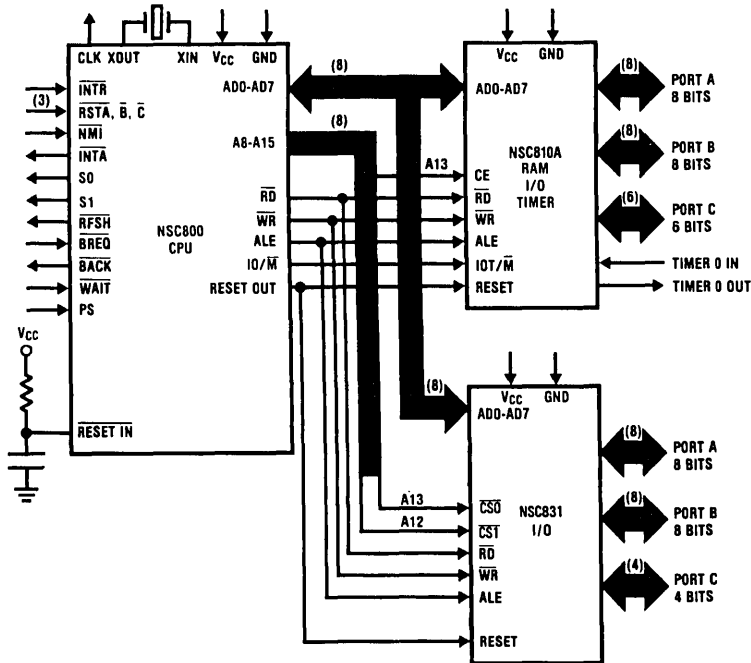 CLK XOUT XIN VCC GND
INTR
(3)
RSTA, B, C
NMI
INTA
S0
S1
RFSH
BREQ
BACK
WAIT
PS
VCC
RESET IN
NSC800
CPU
AD0-AD7
A8-A15
RD
WR
ALE
IO/M
RESET OUT
(8)
(8)
A13
VCC GND
AD0-AD7
NSC810A
RAM
I/O
TIMER
CE
RD
WR
ALE
IOT/M
RESET
(8)
PORT A
8 BITS
(8)
PORT B
8 BITS
(6)
PORT C
6 BITS
TIMER 0 IN
TIMER 0 OUT
(8)
VCC GND
AD0-AD7
A13
A12
NSC831
I/O
CS0
CS1
RD
WR
ALE
RESET
(8)
PORT A
8 BITS
(8)
PORT B
8 BITS
(4)
PORT C
4 BITS